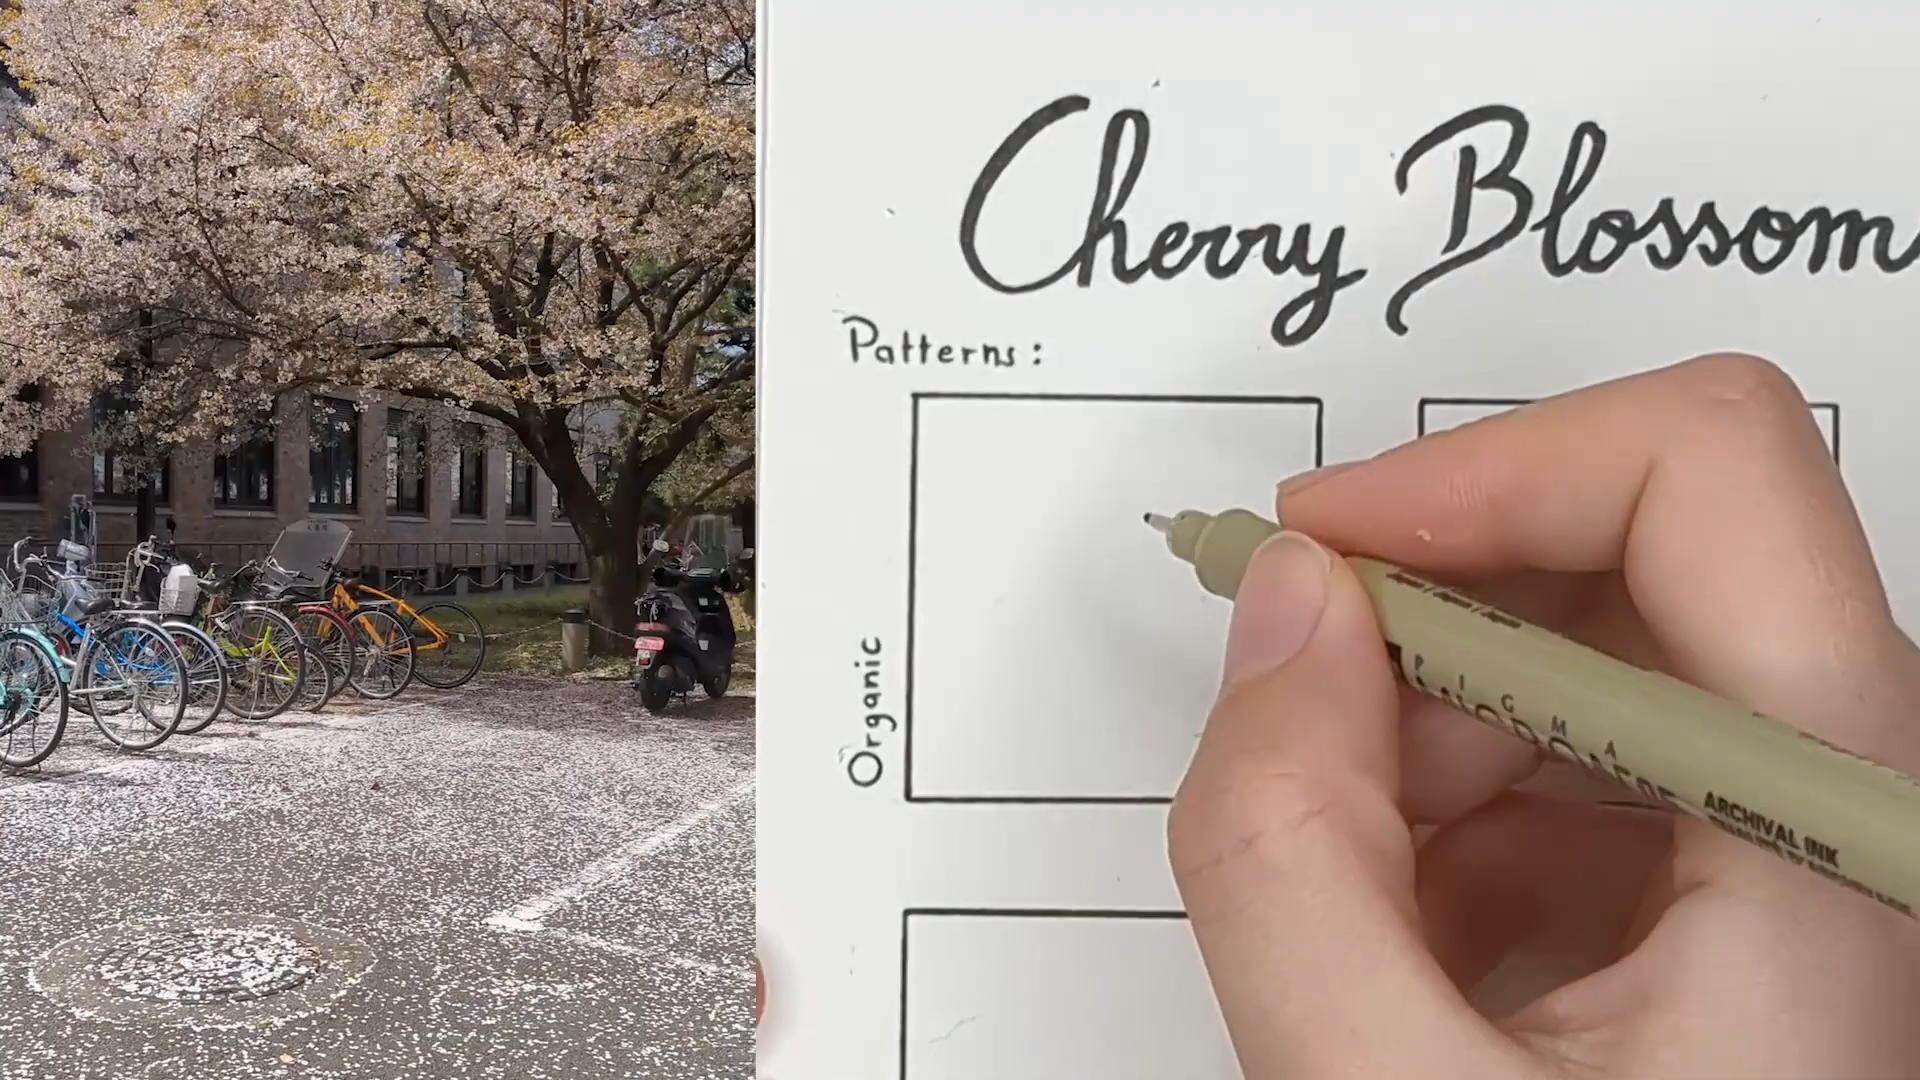 Cherry Blossom
Patterns:
Organic
PIGMA
ARCHIVAL INK